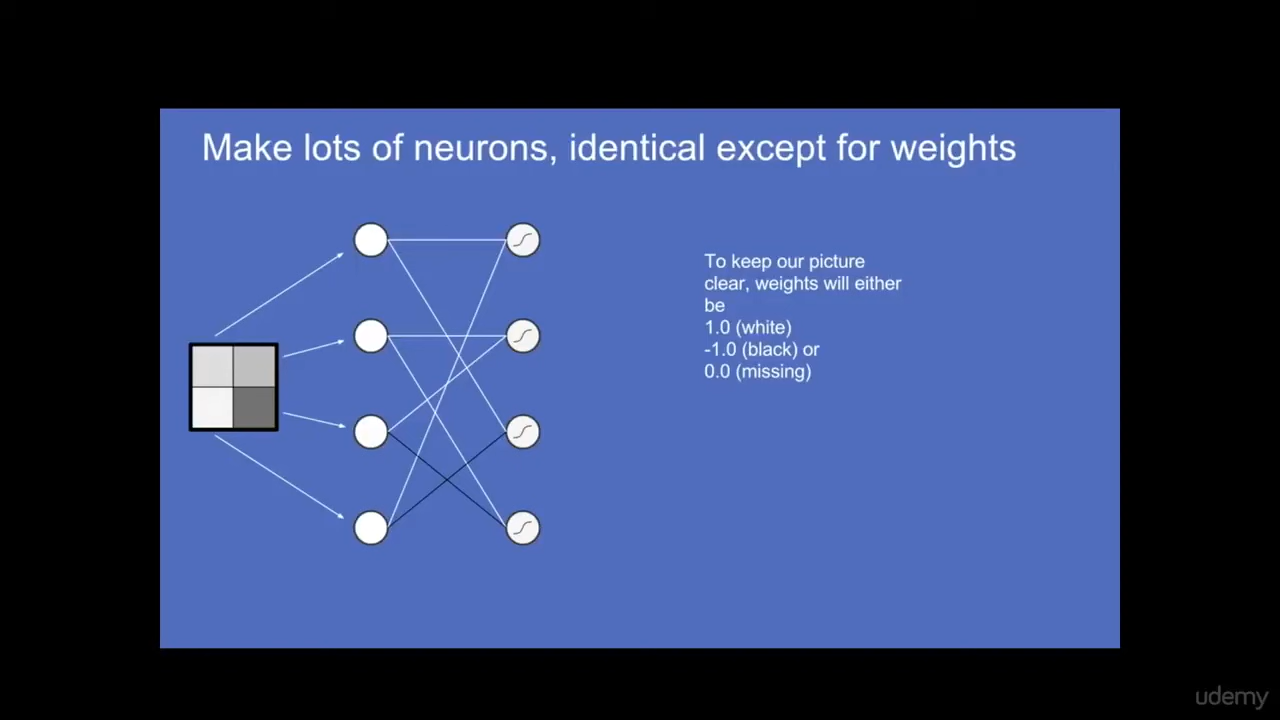 Make lots of neurons, identical except for weights
To keep our picture
clear, weights will either
be
1.0 (white)
-1.0 (black) or
0.0 (missing)
udemy